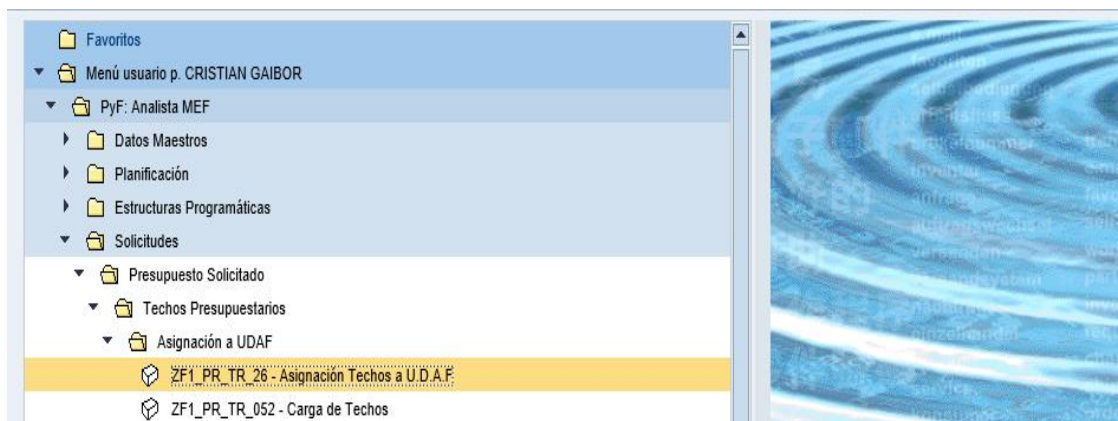 Favoritos
Menú usuario p. CRISTIAN GAIBOR
PyF: Analista MEF
Datos Maestros
Planificación
Estructuras Programáticas
Solicitudes
Presupuesto Solicitado
Techos Presupuestarios
Asignación a UDAF
ZF1_PR_TR_26 - Asignación Techos a U.D.A.F.
ZF1_PR_TR_052 - Carga de Techos